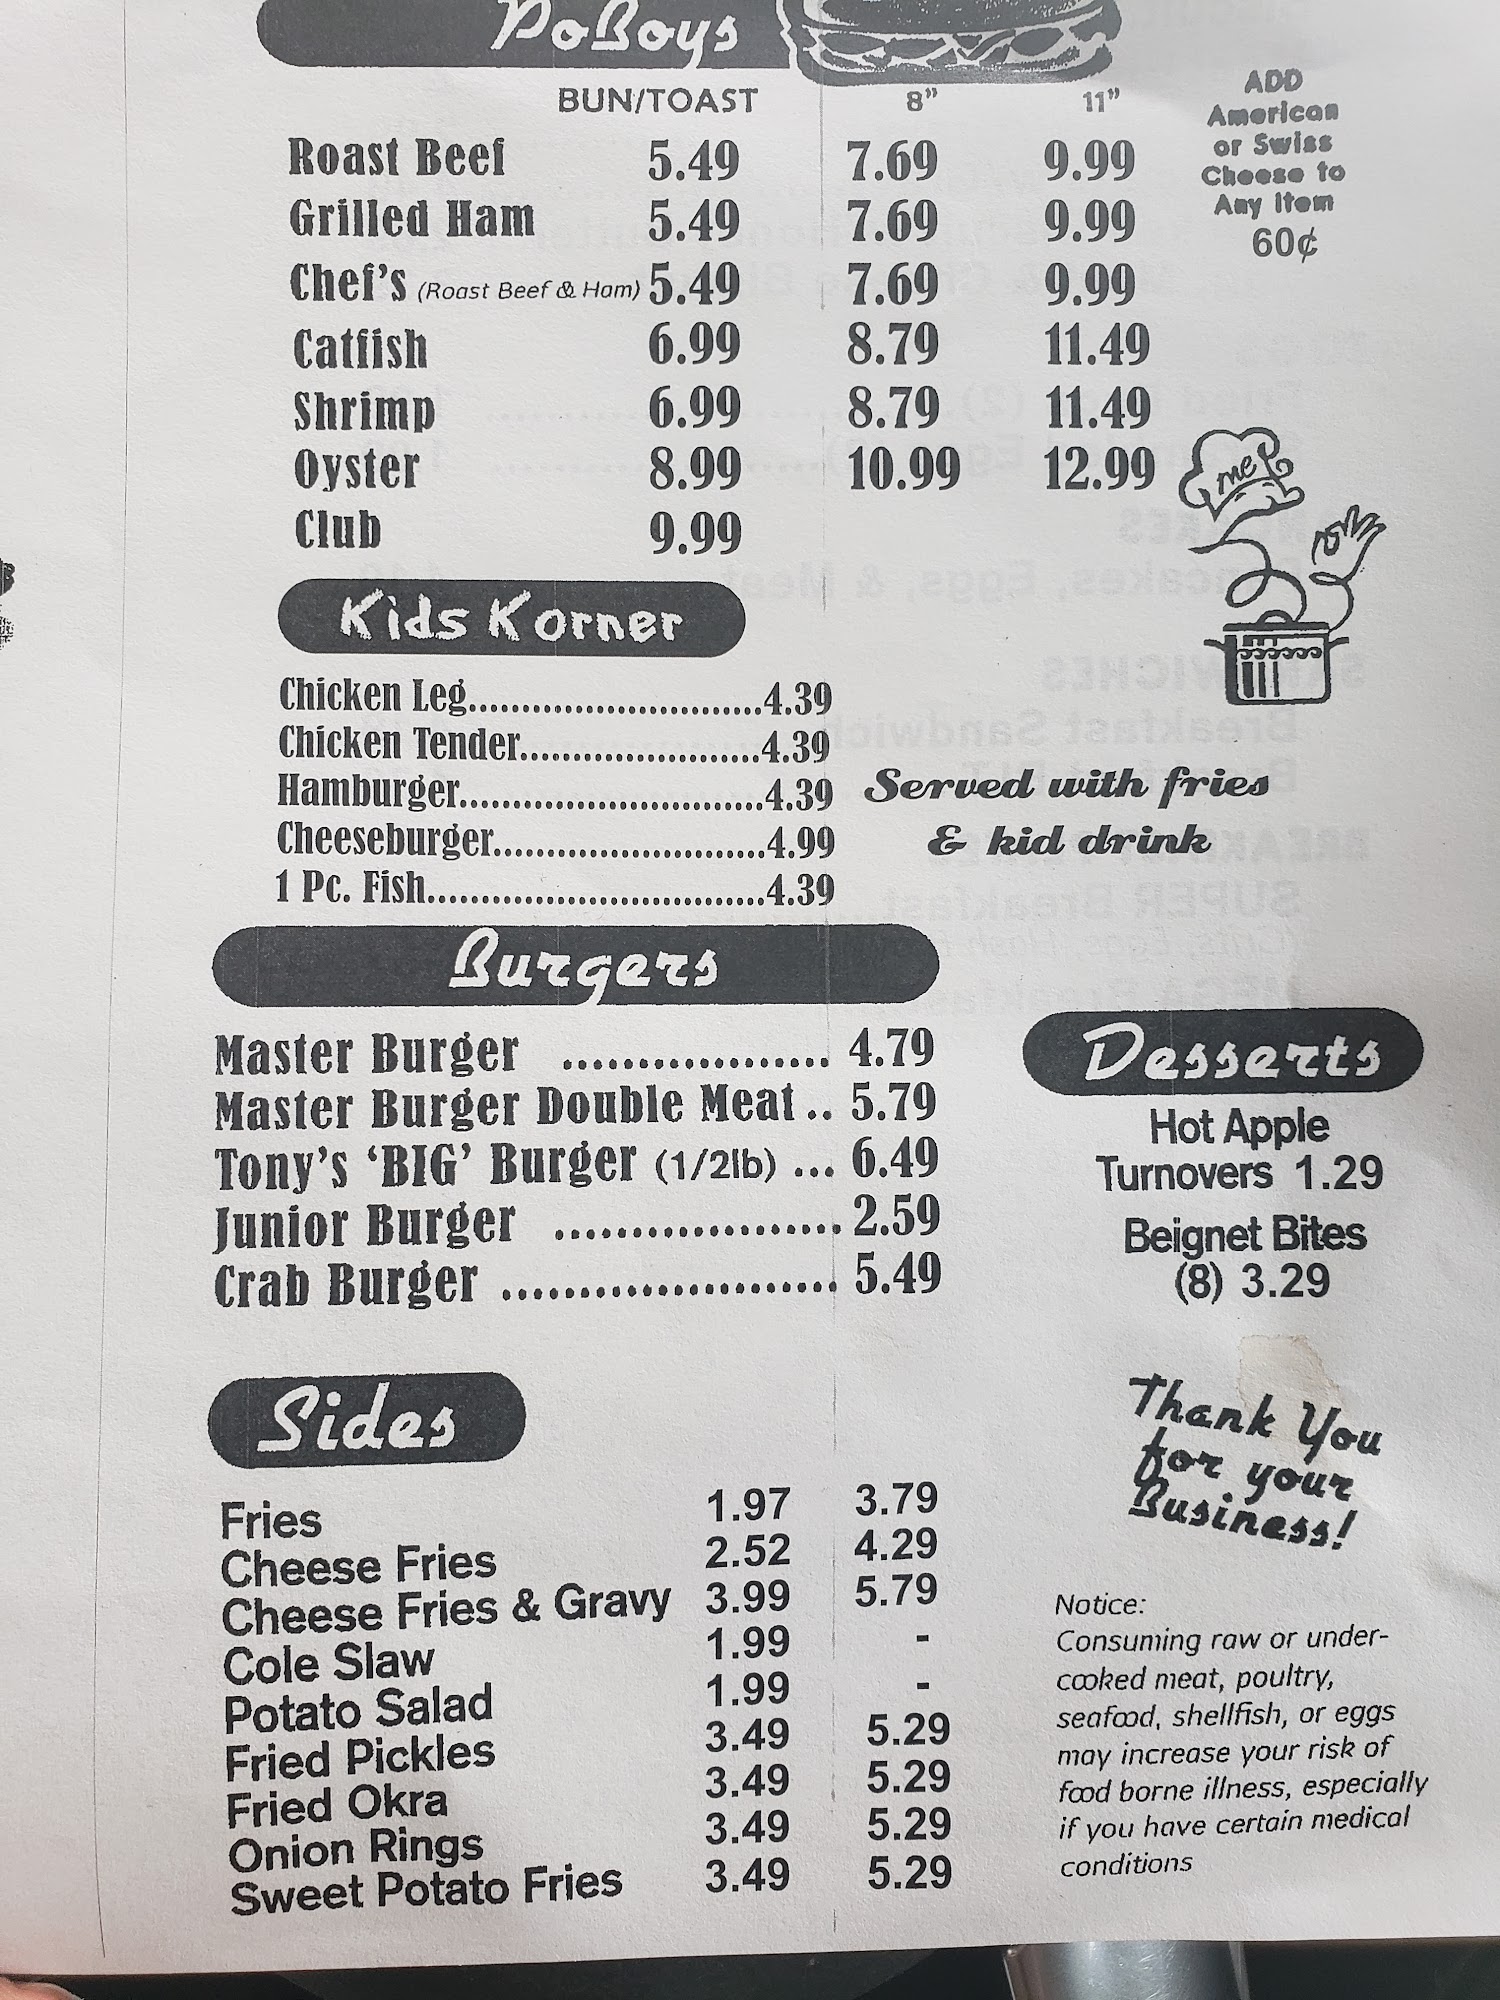 PoBoys
BUN/TOAST 8" 11"
Roast Beef 5.49 7.69 9.99
Grilled Ham 5.49 7.69 9.99
Chef's (Roast Beef & Ham) 5.49 7.69 9.99
Catfish 6.99 8.79 11.49
Shrimp 6.99 8.79 11.49
Oyster 8.99 10.99 12.99
Club 9.99
ADD
American
or Swiss
Cheese to
Any Item
60¢
Kids Korner
Chicken Leg............................4.39
Chicken Tender.......................4.39
Hamburger.............................4.39
Cheeseburger..........................4.99
1 Pc. Fish................................4.39
Served with fries
& kid drink
Burgers
Master Burger .................. 4.79
Master Burger Double Meat .. 5.79
Tony's 'BIG' Burger (1/2lb) ... 6.49
Junior Burger ................... 2.59
Crab Burger ...................... 5.49
Desserts
Hot Apple
Turnovers 1.29
Beignet Bites
(8) 3.29
Sides
Fries 1.97 3.79
Cheese Fries 2.52 4.29
Cheese Fries & Gravy 3.99 5.79
Cole Slaw 1.99 -
Potato Salad 1.99 -
Fried Pickles 3.49 5.29
Fried Okra 3.49 5.29
Onion Rings 3.49 5.29
Sweet Potato Fries 3.49 5.29
Thank You
for your
Business!
Notice:
Consuming raw or under-
cooked meat, poultry,
seafood, shellfish, or eggs
may increase your risk of
food borne illness, especially
if you have certain medical
conditions